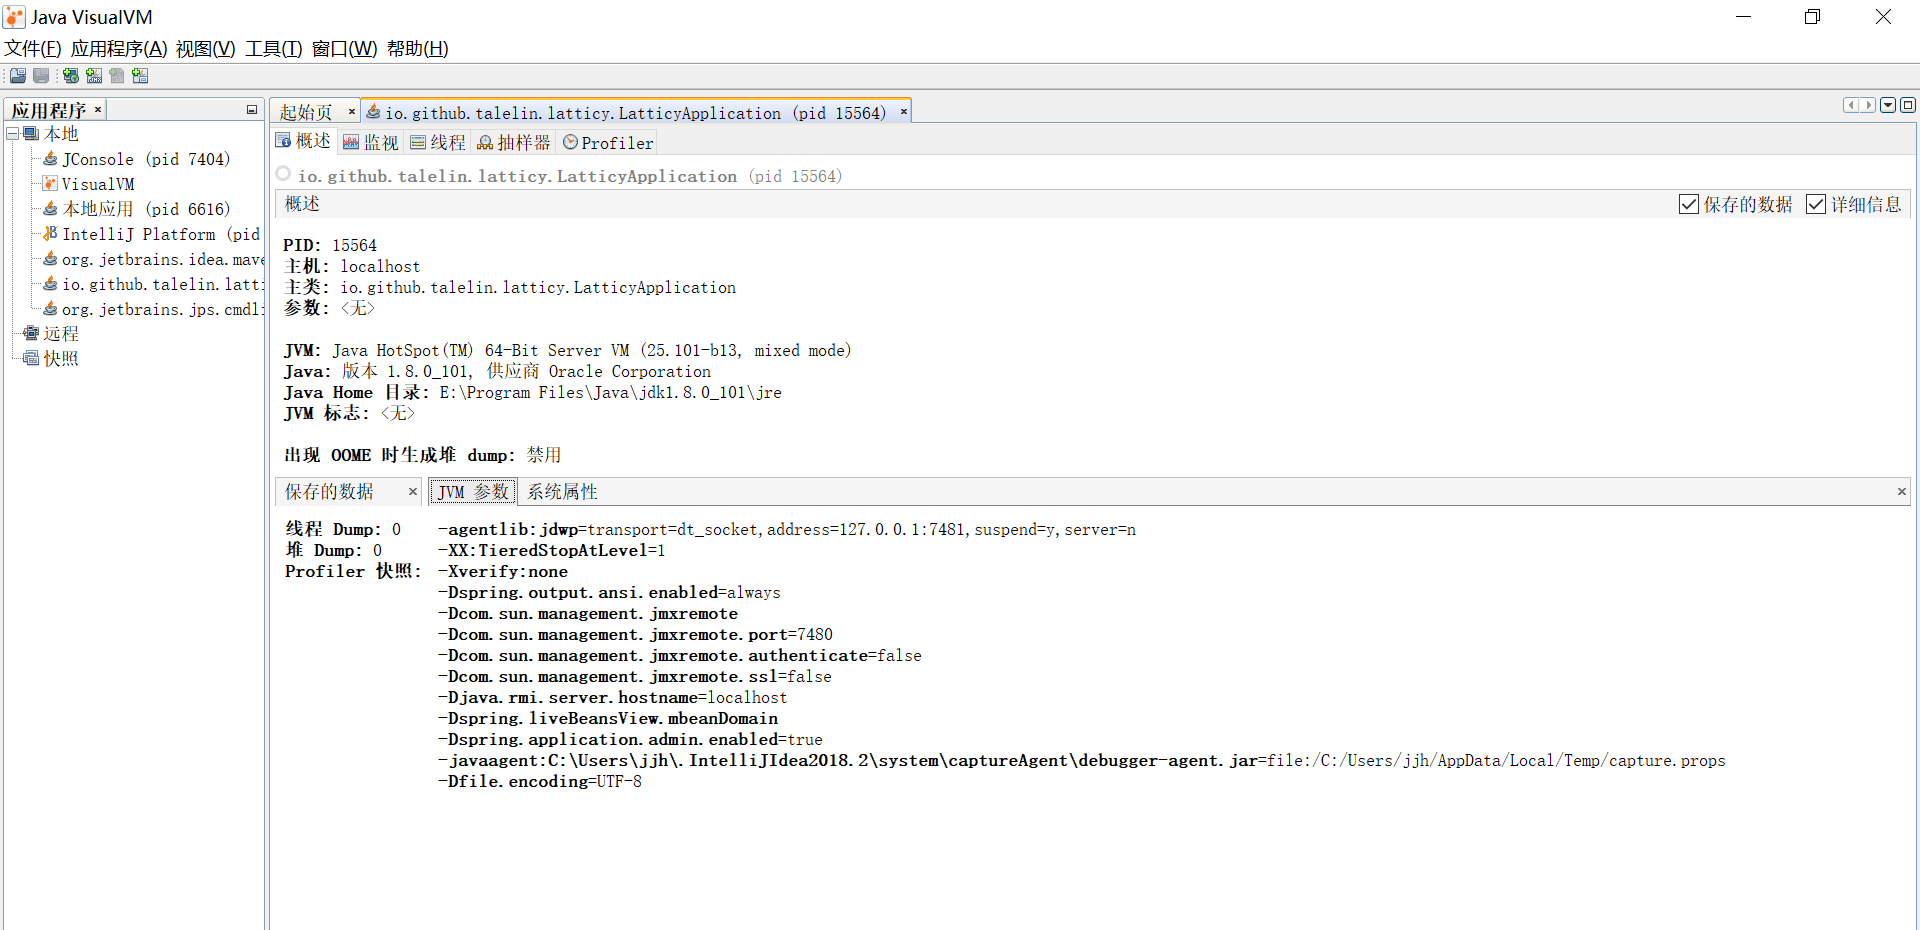 Java VisualVM
文件(F) 应用程序(A) 视图(V) 工具(T) 窗口(W) 帮助(H)
应用程序
本地
JConsole (pid 7404)
VisualVM
本地应用 (pid 6616)
IntelliJ Platform (pid
org.jetbrains.idea.mave
io.github.talelin.latti
org.jetbrains.jps.cmdli
远程
快照
起始页 io.github.talelin.latticy.LatticyApplication (pid 15564)
概述 监视 线程 抽样器 Profiler
io.github.talelin.latticy.LatticyApplication (pid 15564)
概述 保存的数据 详细信息
PID: 15564
主机: localhost
主类: io.github.talelin.latticy.LatticyApplication
参数: <无>
JVM: Java HotSpot(TM) 64-Bit Server VM (25.101-b13, mixed mode)
Java: 版本 1.8.0_101, 供应商 Oracle Corporation
Java Home 目录: E:\Program Files\Java\jdk1.8.0_101\jre
JVM 标志: <无>
出现 OOME 时生成堆 dump: 禁用
保存的数据
线程 Dump: 0
堆 Dump: 0
Profiler 快照:
JVM 参数 系统属性
-agentlib:jdwp=transport=dt_socket,address=127.0.0.1:7481,suspend=y,server=n
-XX:TieredStopAtLevel=1
-Xverify:none
-Dspring.output.ansi.enabled=always
-Dcom.sun.management.jmxremote
-Dcom.sun.management.jmxremote.port=7480
-Dcom.sun.management.jmxremote.authenticate=false
-Dcom.sun.management.jmxremote.ssl=false
-Djava.rmi.server.hostname=localhost
-Dspring.liveBeansView.mbeanDomain
-Dspring.application.admin.enabled=true
-javaagent:C:\Users\jjh\.IntelliJIdea2018.2\system\captureAgent\debugger-agent.jar=file:/C:/Users/jjh/AppData/Local/Temp/capture.props
-Dfile.encoding=UTF-8